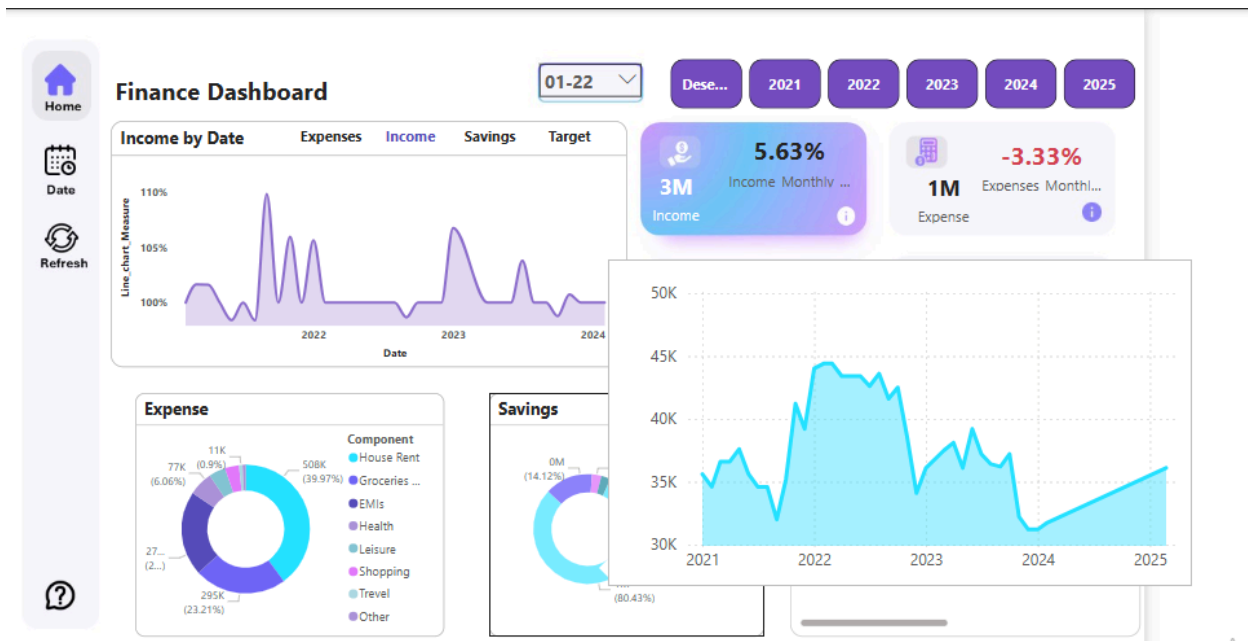 Home
Date
Refresh
Finance Dashboard
01-22
Dese...
2021
2022
2023
2024
2025
Income by Date
Expenses
Income
Savings
Target
Line_chart_Measure
110%
105%
100%
2022
2023
2024
Date
3M
Income
5.63%
Income Monthly ...
1M
Expense
-3.33%
Expenses Monthl...
Expense
11K
(0.9%)
77K
(6.06%)
27...
(2...)
295K
(23.21%)
508K
(39.97%)
Component
House Rent
Groceries ...
EMIs
Health
Leisure
Shopping
Trevel
Other
Savings
0M
(14.12%)
(80.43%)
50K
45K
40K
35K
30K
2021
2022
2023
2024
2025